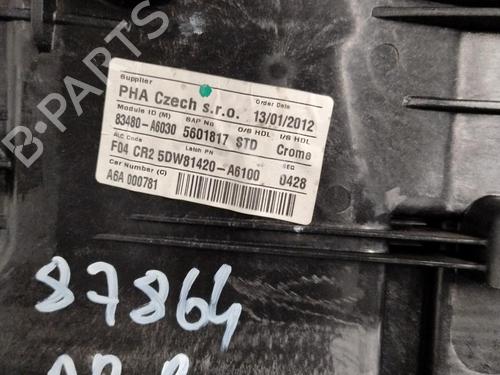 Supplier Order Date
PHA Czech s.r.o. 13/01/2012
Module ID (M) SAP No O/S HDL I/S HDL
83480-A6030 5601817 STD Crome
ALC Code Latch PN SEQ
F04 CR2 5DW81420-A6100 0428
Car Number (C)
A6A 000781
87864